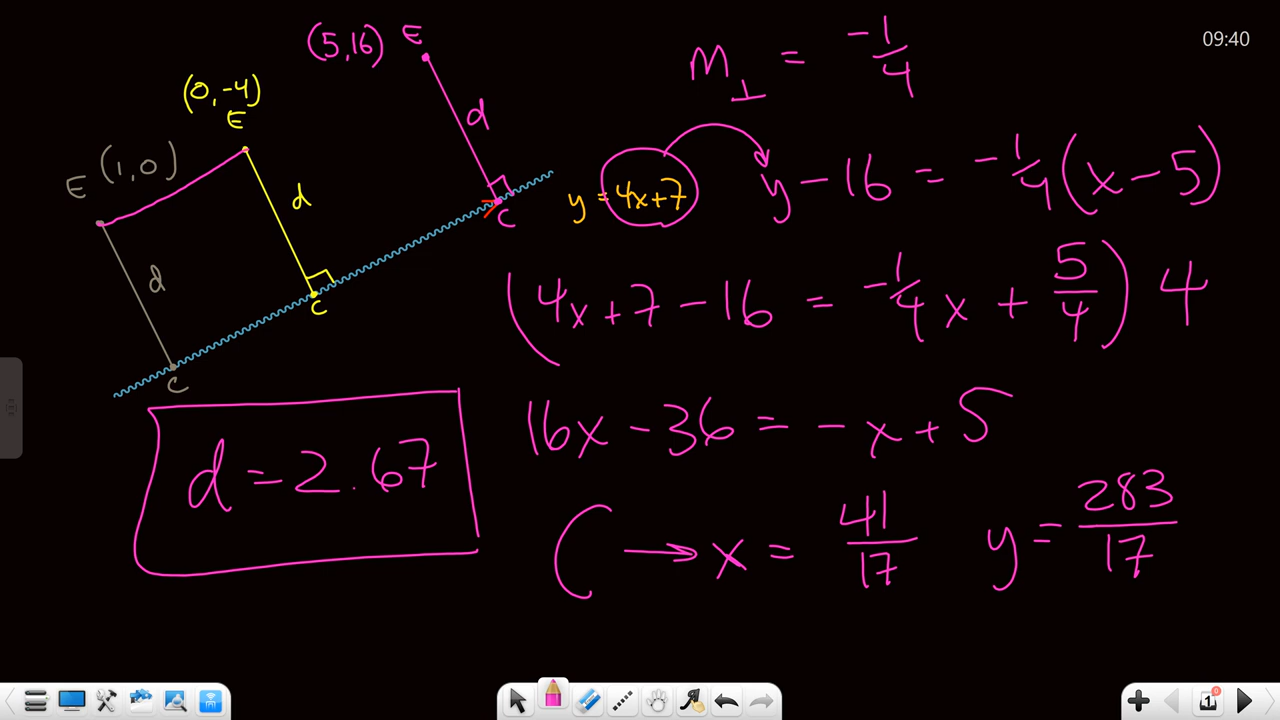 09:40
(5,16) E
m⊥ = -1/4
(0,-4)
E
d
E (1,0)
y = 4x+7
y - 16 = -1/4(x - 5)
d
d
C
C
C
(4x+7 - 16 = -1/4 x + 5/4) 4
16x - 36 = - x + 5
d = 2.67
C → x = 41/17 y = 283/17
1